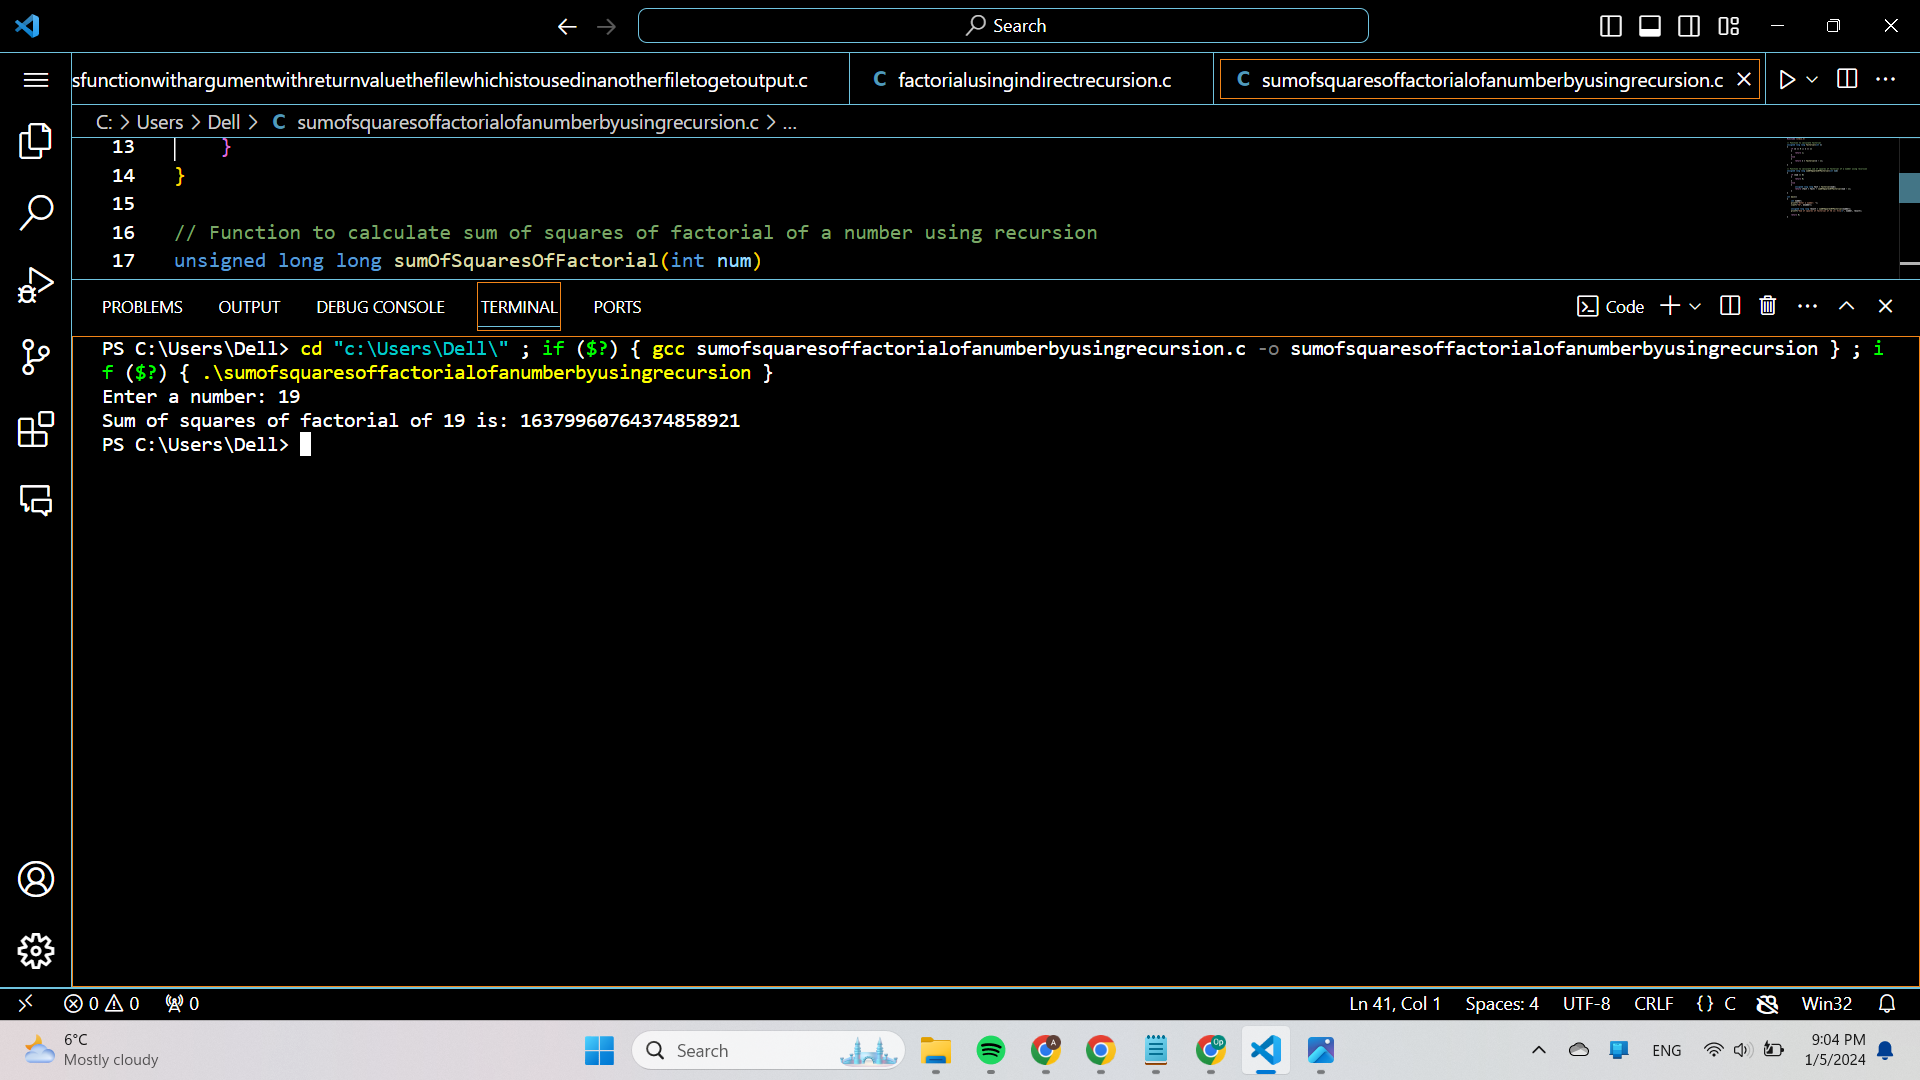 Search
sfunctionwithargumentwithreturnvaluethefilewhichistousedinanotherfiletogetoutput.c
C factorialusingindirectrecursion.c
C sumofsquaresoffactorialofanumberbyusingrecursion.c
C: > Users > Dell > C sumofsquaresoffactorialofanumberbyusingrecursion.c > ...
13 }
14 }
15
16 // Function to calculate sum of squares of factorial of a number using recursion
17 unsigned long long sumOfSquaresOfFactorial(int num)
PROBLEMS OUTPUT DEBUG CONSOLE TERMINAL PORTS Code
PS C:\Users\Dell> cd "c:\Users\Dell\" ; if ($?) { gcc sumofsquaresoffactorialofanumberbyusingrecursion.c -o sumofsquaresoffactorialofanumberbyusingrecursion } ; i
f ($?) { .\sumofsquaresoffactorialofanumberbyusingrecursion }
Enter a number: 19
Sum of squares of factorial of 19 is: 16379960764374858921
PS C:\Users\Dell>
0 0 0 Ln 41, Col 1 Spaces: 4 UTF-8 CRLF {} C Win32
6°C
Mostly cloudy
Search
A
Op
ENG
9:04 PM
1/5/2024